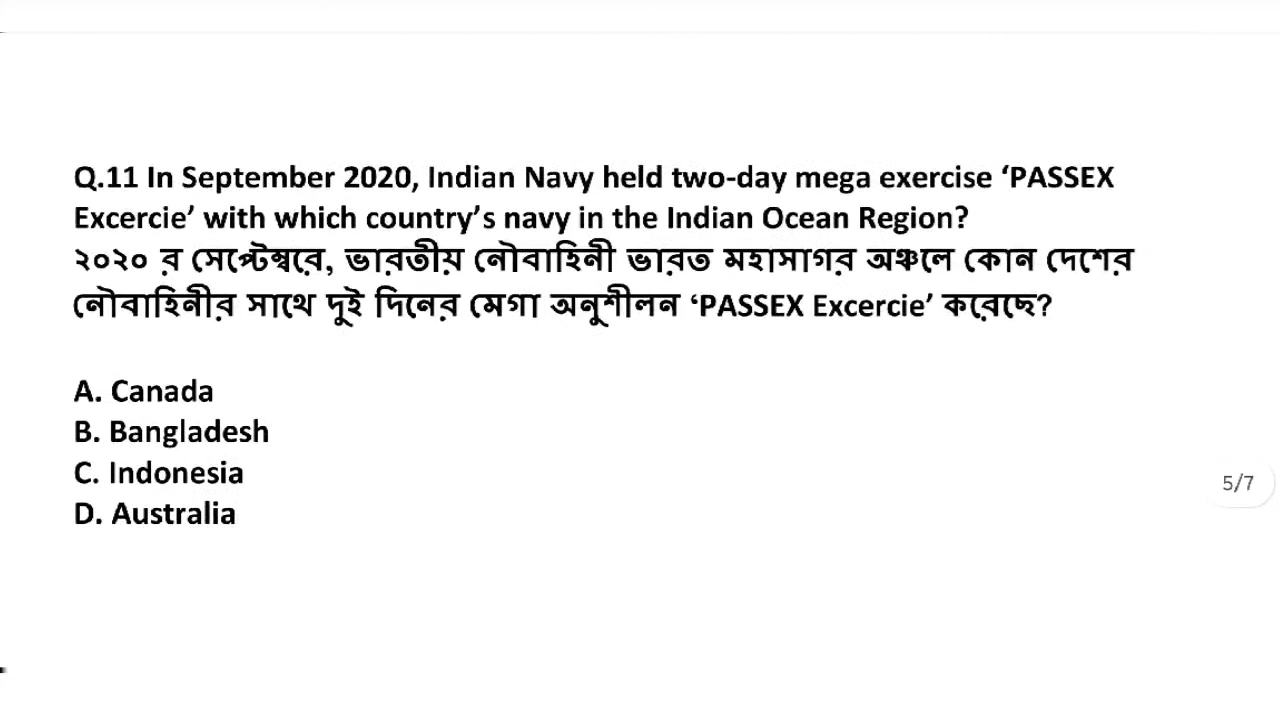 Q.11 In September 2020, Indian Navy held two-day mega exercise ‘PASSEX
Excercie’ with which country’s navy in the Indian Ocean Region?
২০২০ র সেপ্টেম্বরে, ভারতীয় নৌবাহিনী ভারত মহাসাগর অঞ্চলে কোন দেশের
নৌবাহিনীর সাথে দুই দিনের মেগা অনুশীলন ‘PASSEX Excercie’ করেছে?
A. Canada
B. Bangladesh
C. Indonesia
D. Australia
5/7